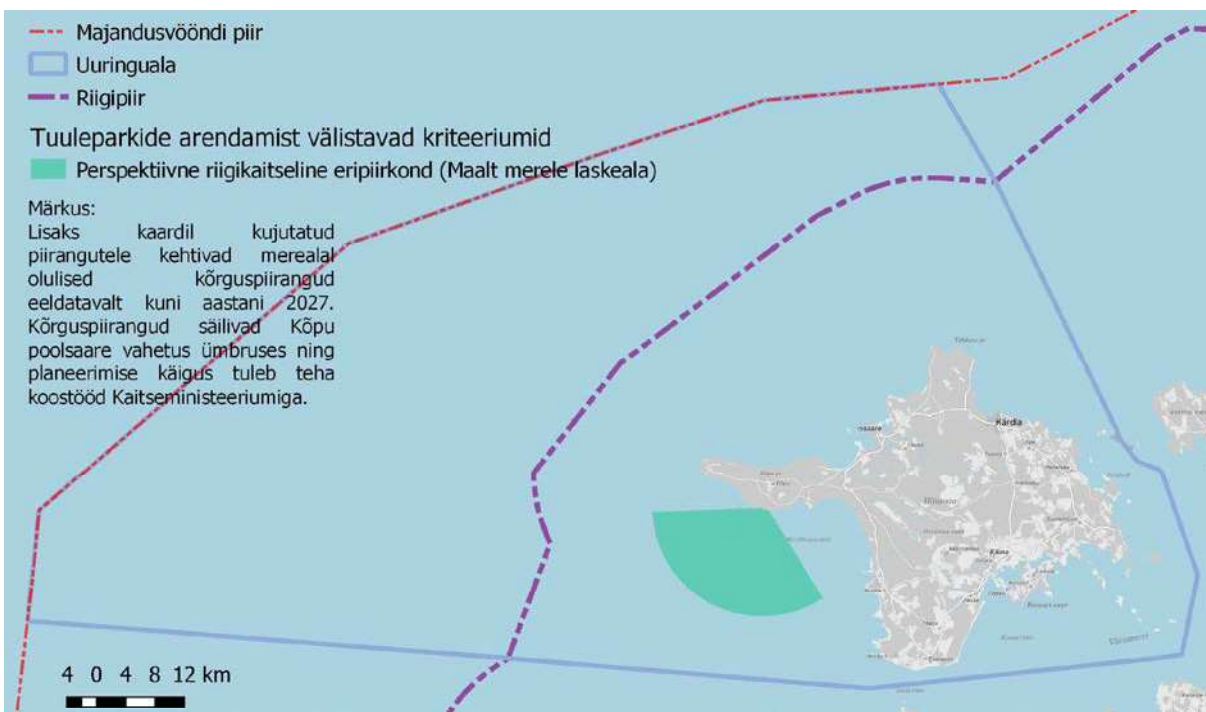 Majandusvööndi piir
Uuringuala
Riigipiir
Tuuleparkide arendamist välistavad kriteeriumid
Perspektiivne riigikaitseline eripiirkond (Maalt merele laskeala)
Märkus:
Lisaks kaardil kujutatud
piirangutele kehtivad merealal
olulised kõrguspiirangud
eeldatavalt kuni aastani 2027.
Kõrguspiirangud säilivad Kõpu
poolsaare vahetus ümbruses ning
planeerimise käigus tuleb teha
koostööd Kaitseministeeriumiga.
Kärdla
Käina
4 0 4 8 12 km